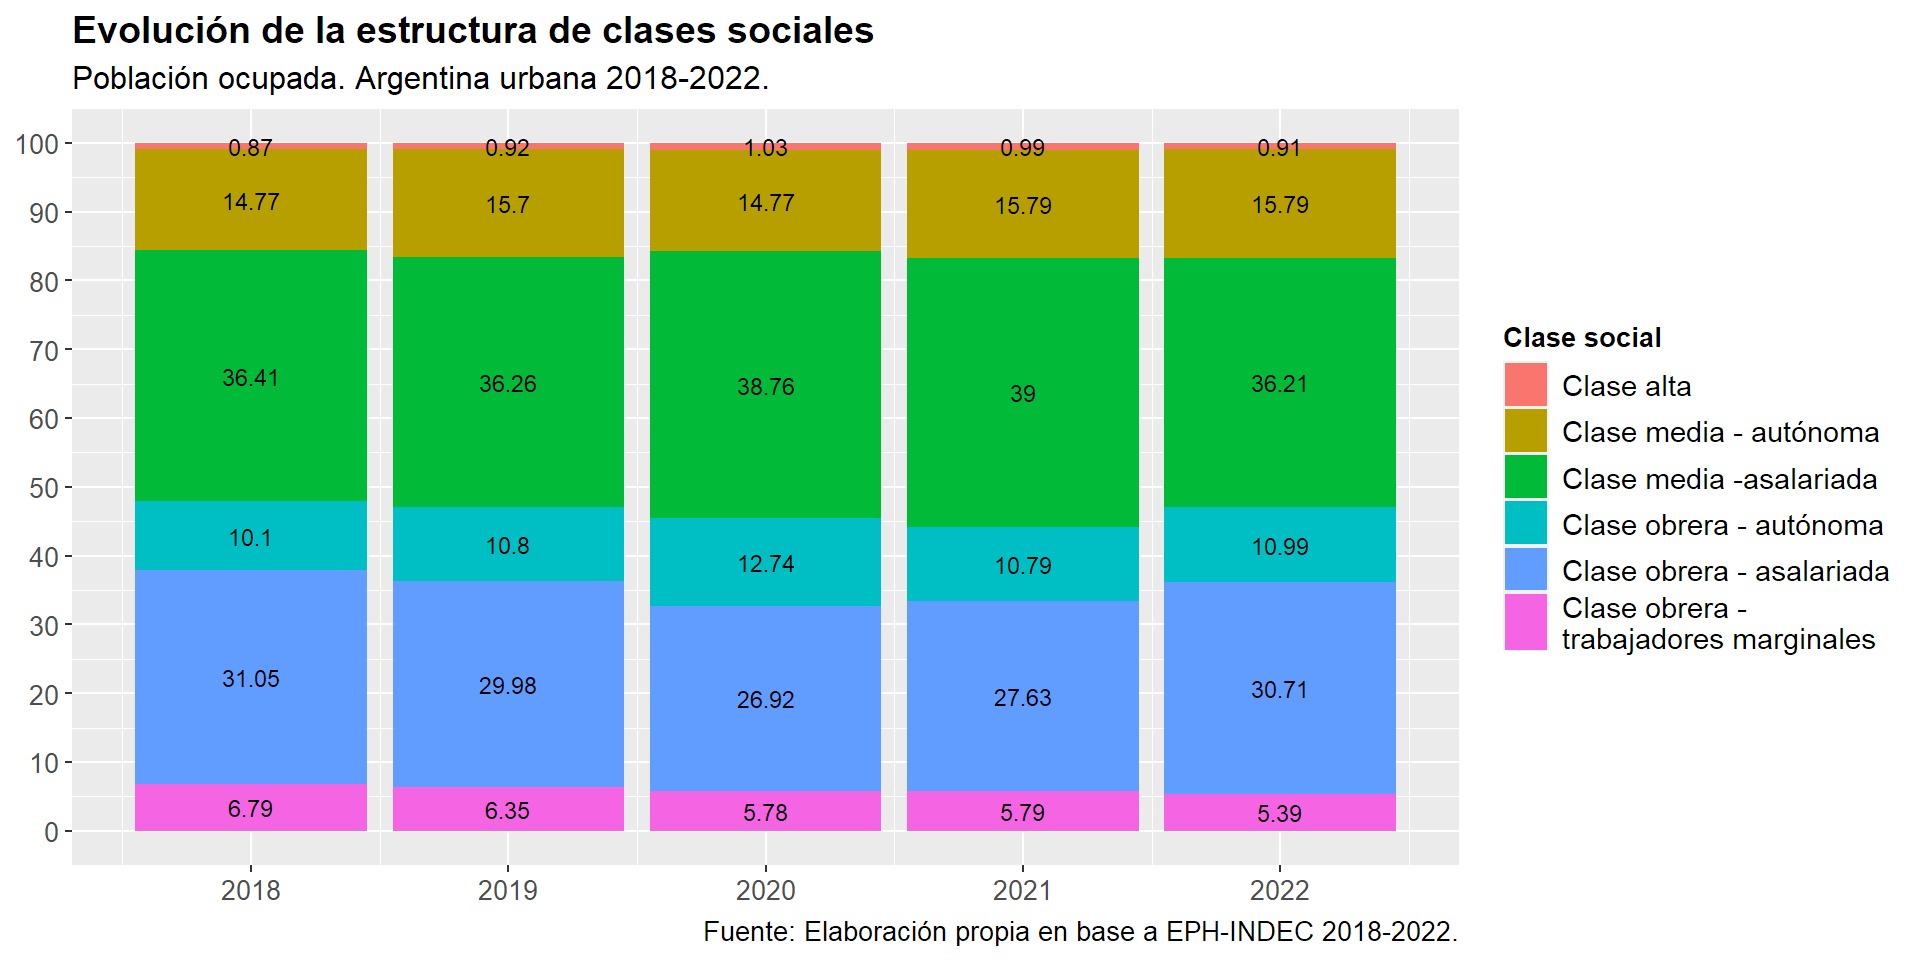 Evolución de la estructura de clases sociales
Población ocupada. Argentina urbana 2018-2022.
100
90
80
70
60
50
40
30
20
10
0
0.87 0.92 1.03 0.99 0.91
14.77 15.7 14.77 15.79 15.79
36.41 36.26 38.76 39 36.21
10.1 10.8 12.74 10.79 10.99
31.05 29.98 26.92 27.63 30.71
6.79 6.35 5.78 5.79 5.39
2018 2019 2020 2021 2022
Clase social
Clase alta
Clase media - autónoma
Clase media -asalariada
Clase obrera - autónoma
Clase obrera - asalariada
Clase obrera -
trabajadores marginales
Fuente: Elaboración propia en base a EPH-INDEC 2018-2022.